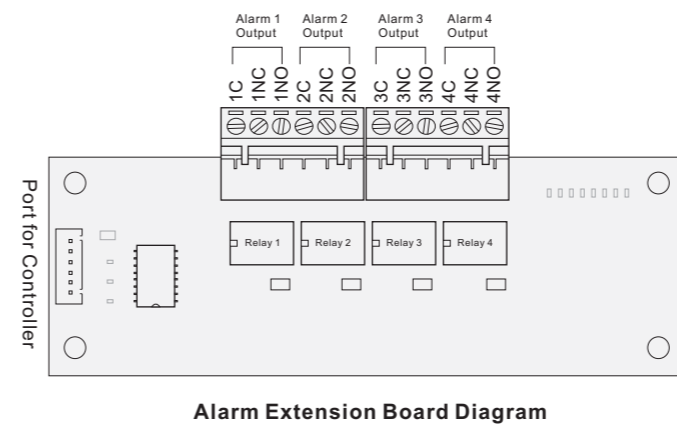 Alarm 1 Alarm 2 Alarm 3 Alarm 4
Output Output Output Output
1C 1NC 1NO 2C 2NC 2NO 3C 3NC 3NO 4C 4NC 4NO
Port for Controller
Relay 1 Relay 2 Relay 3 Relay 4
Alarm Extension Board Diagram